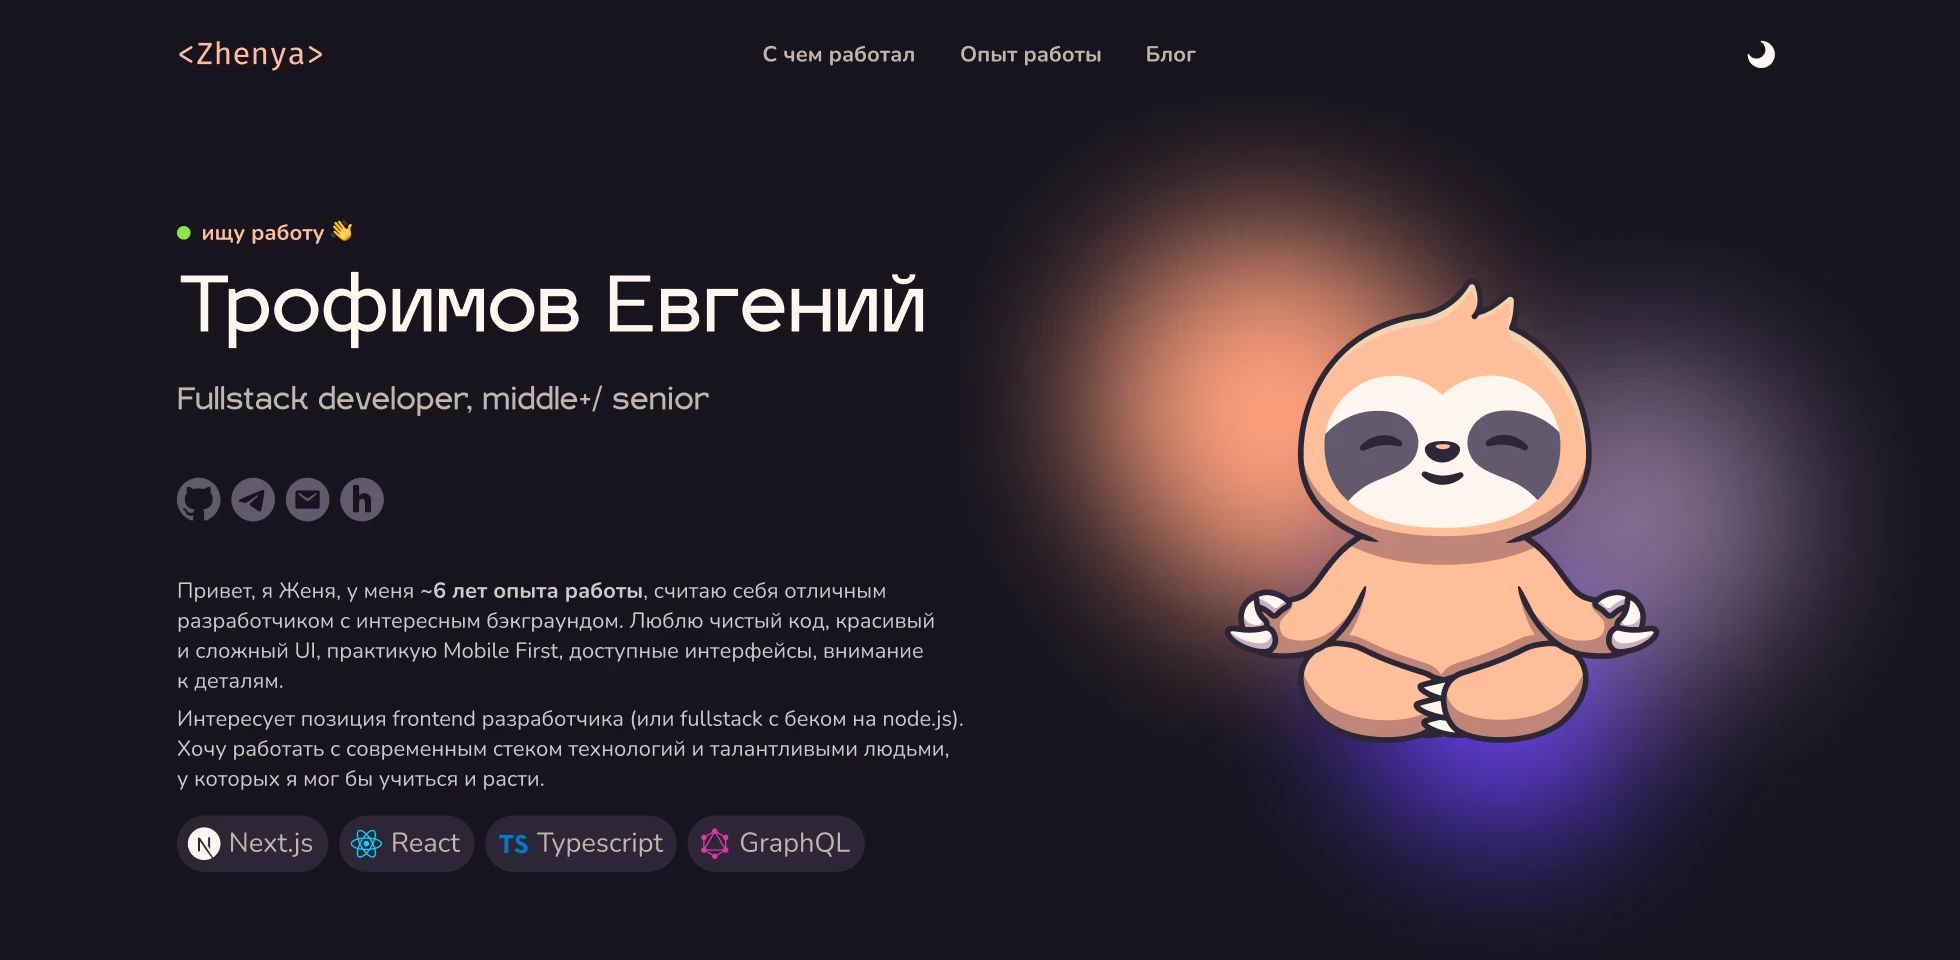 <Zhenya>
С чем работал
Опыт работы
Блог
ищу работу 👋
Трофимов Евгений
Fullstack developer, middle+/ senior
h
Привет, я Женя, у меня ~6 лет опыта работы, считаю себя отличным
разработчиком с интересным бэкграундом. Люблю чистый код, красивый
и сложный UI, практикую Mobile First, доступные интерфейсы, внимание
к деталям.
Интересует позиция frontend разработчика (или fullstack с беком на node.js).
Хочу работать с современным стеком технологий и талантливыми людьми,
у которых я мог бы учиться и расти.
N Next.js
React
TS Typescript
GraphQL